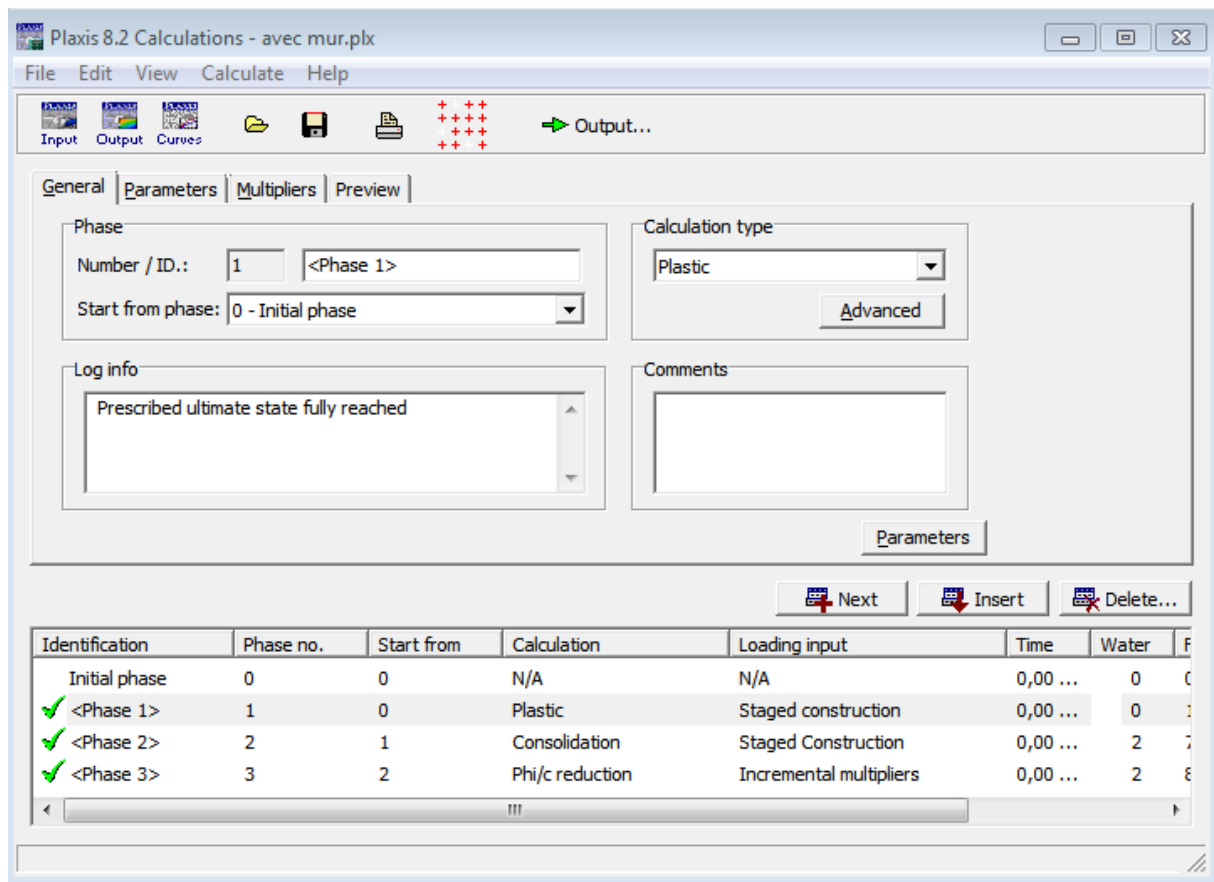 Plaxis 8.2 Calculations - avec mur.plx
File Edit View Calculate Help
Input Output Curves Output...
General Parameters Multipliers Preview
Phase
Number / ID.: 1 <Phase 1>
Start from phase: 0 - Initial phase
Calculation type
Plastic
Advanced
Log info
Prescribed ultimate state fully reached
Comments
Parameters
Next Insert Delete...
Identification Phase no. Start from Calculation Loading input Time Water
Initial phase 0 0 N/A N/A 0,00 ... 0
<Phase 1> 1 0 Plastic Staged construction 0,00 ... 0
<Phase 2> 2 1 Consolidation Staged Construction 0,00 ... 2
<Phase 3> 3 2 Phi/c reduction Incremental multipliers 0,00 ... 2